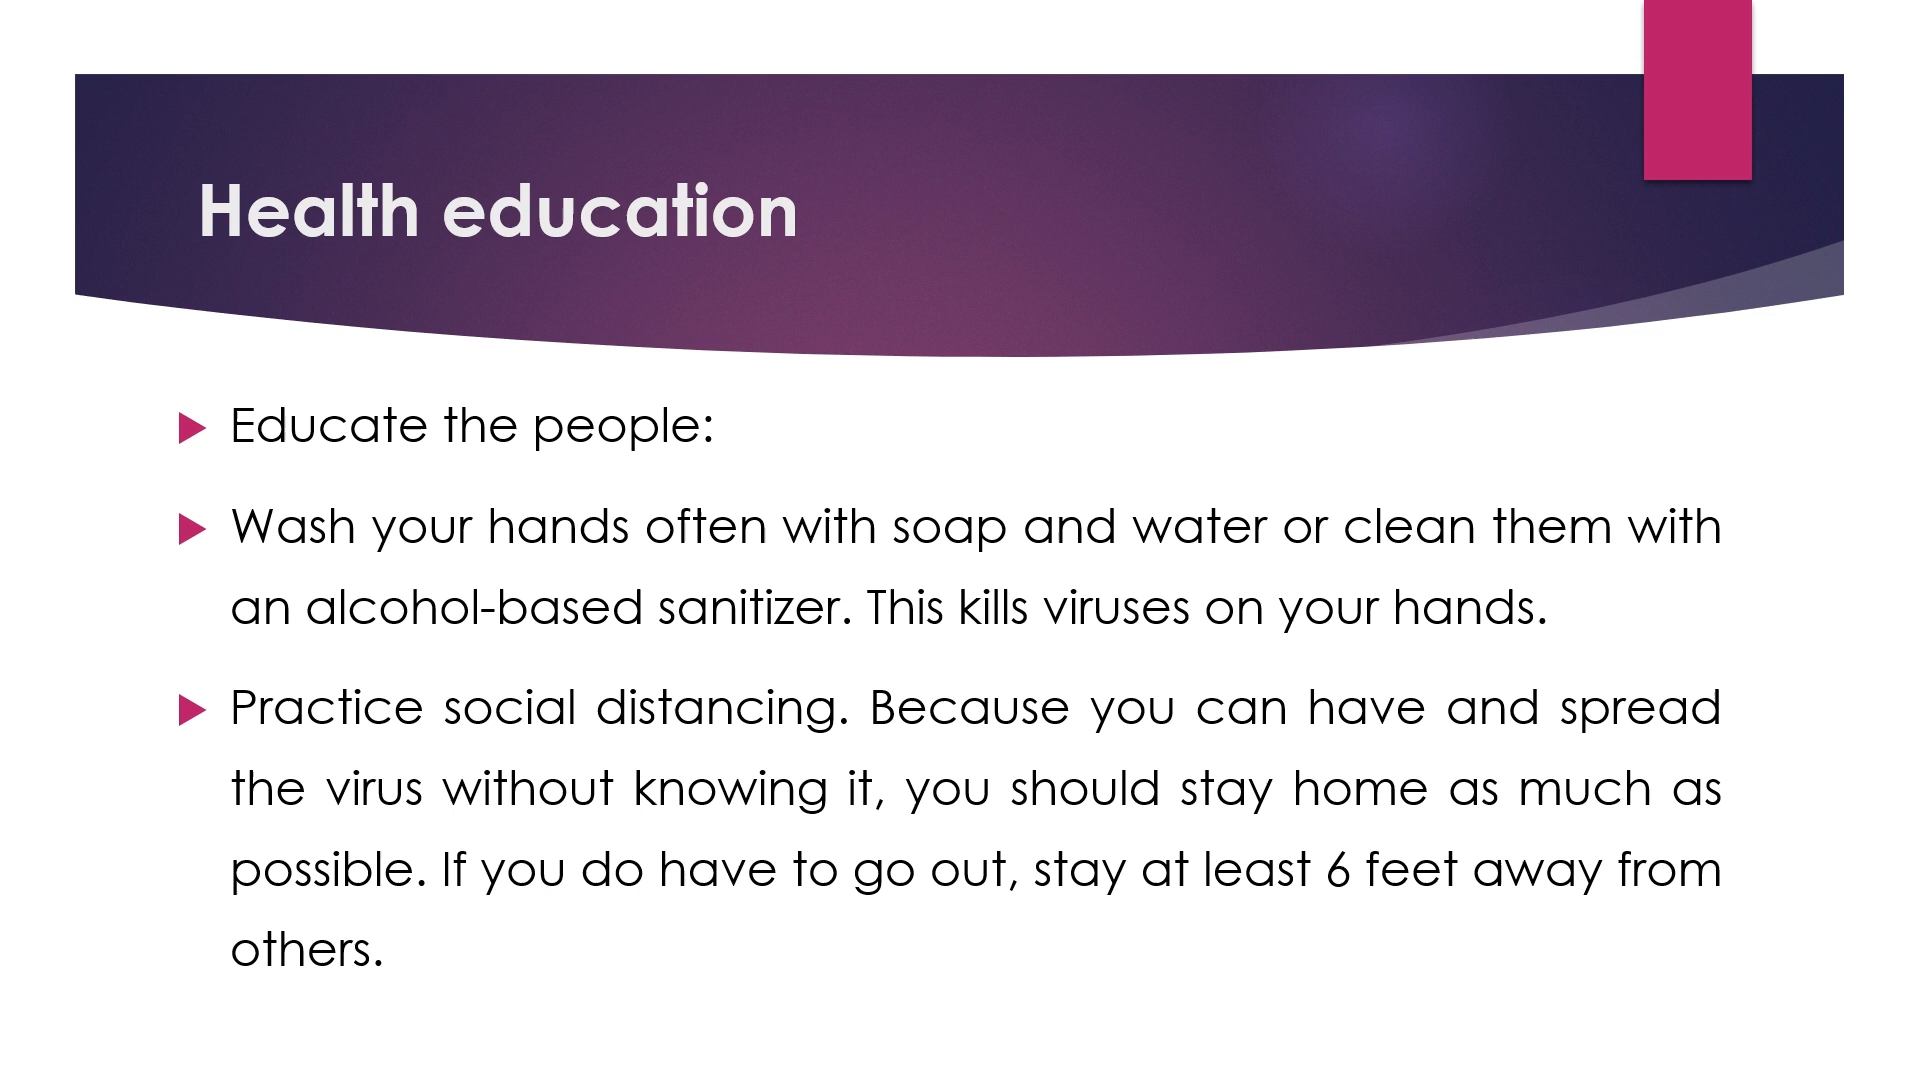 Health education
Educate the people:
Wash your hands often with soap and water or clean them with
an alcohol-based sanitizer. This kills viruses on your hands.
Practice social distancing. Because you can have and spread
the virus without knowing it, you should stay home as much as
possible. If you do have to go out, stay at least 6 feet away from
others.